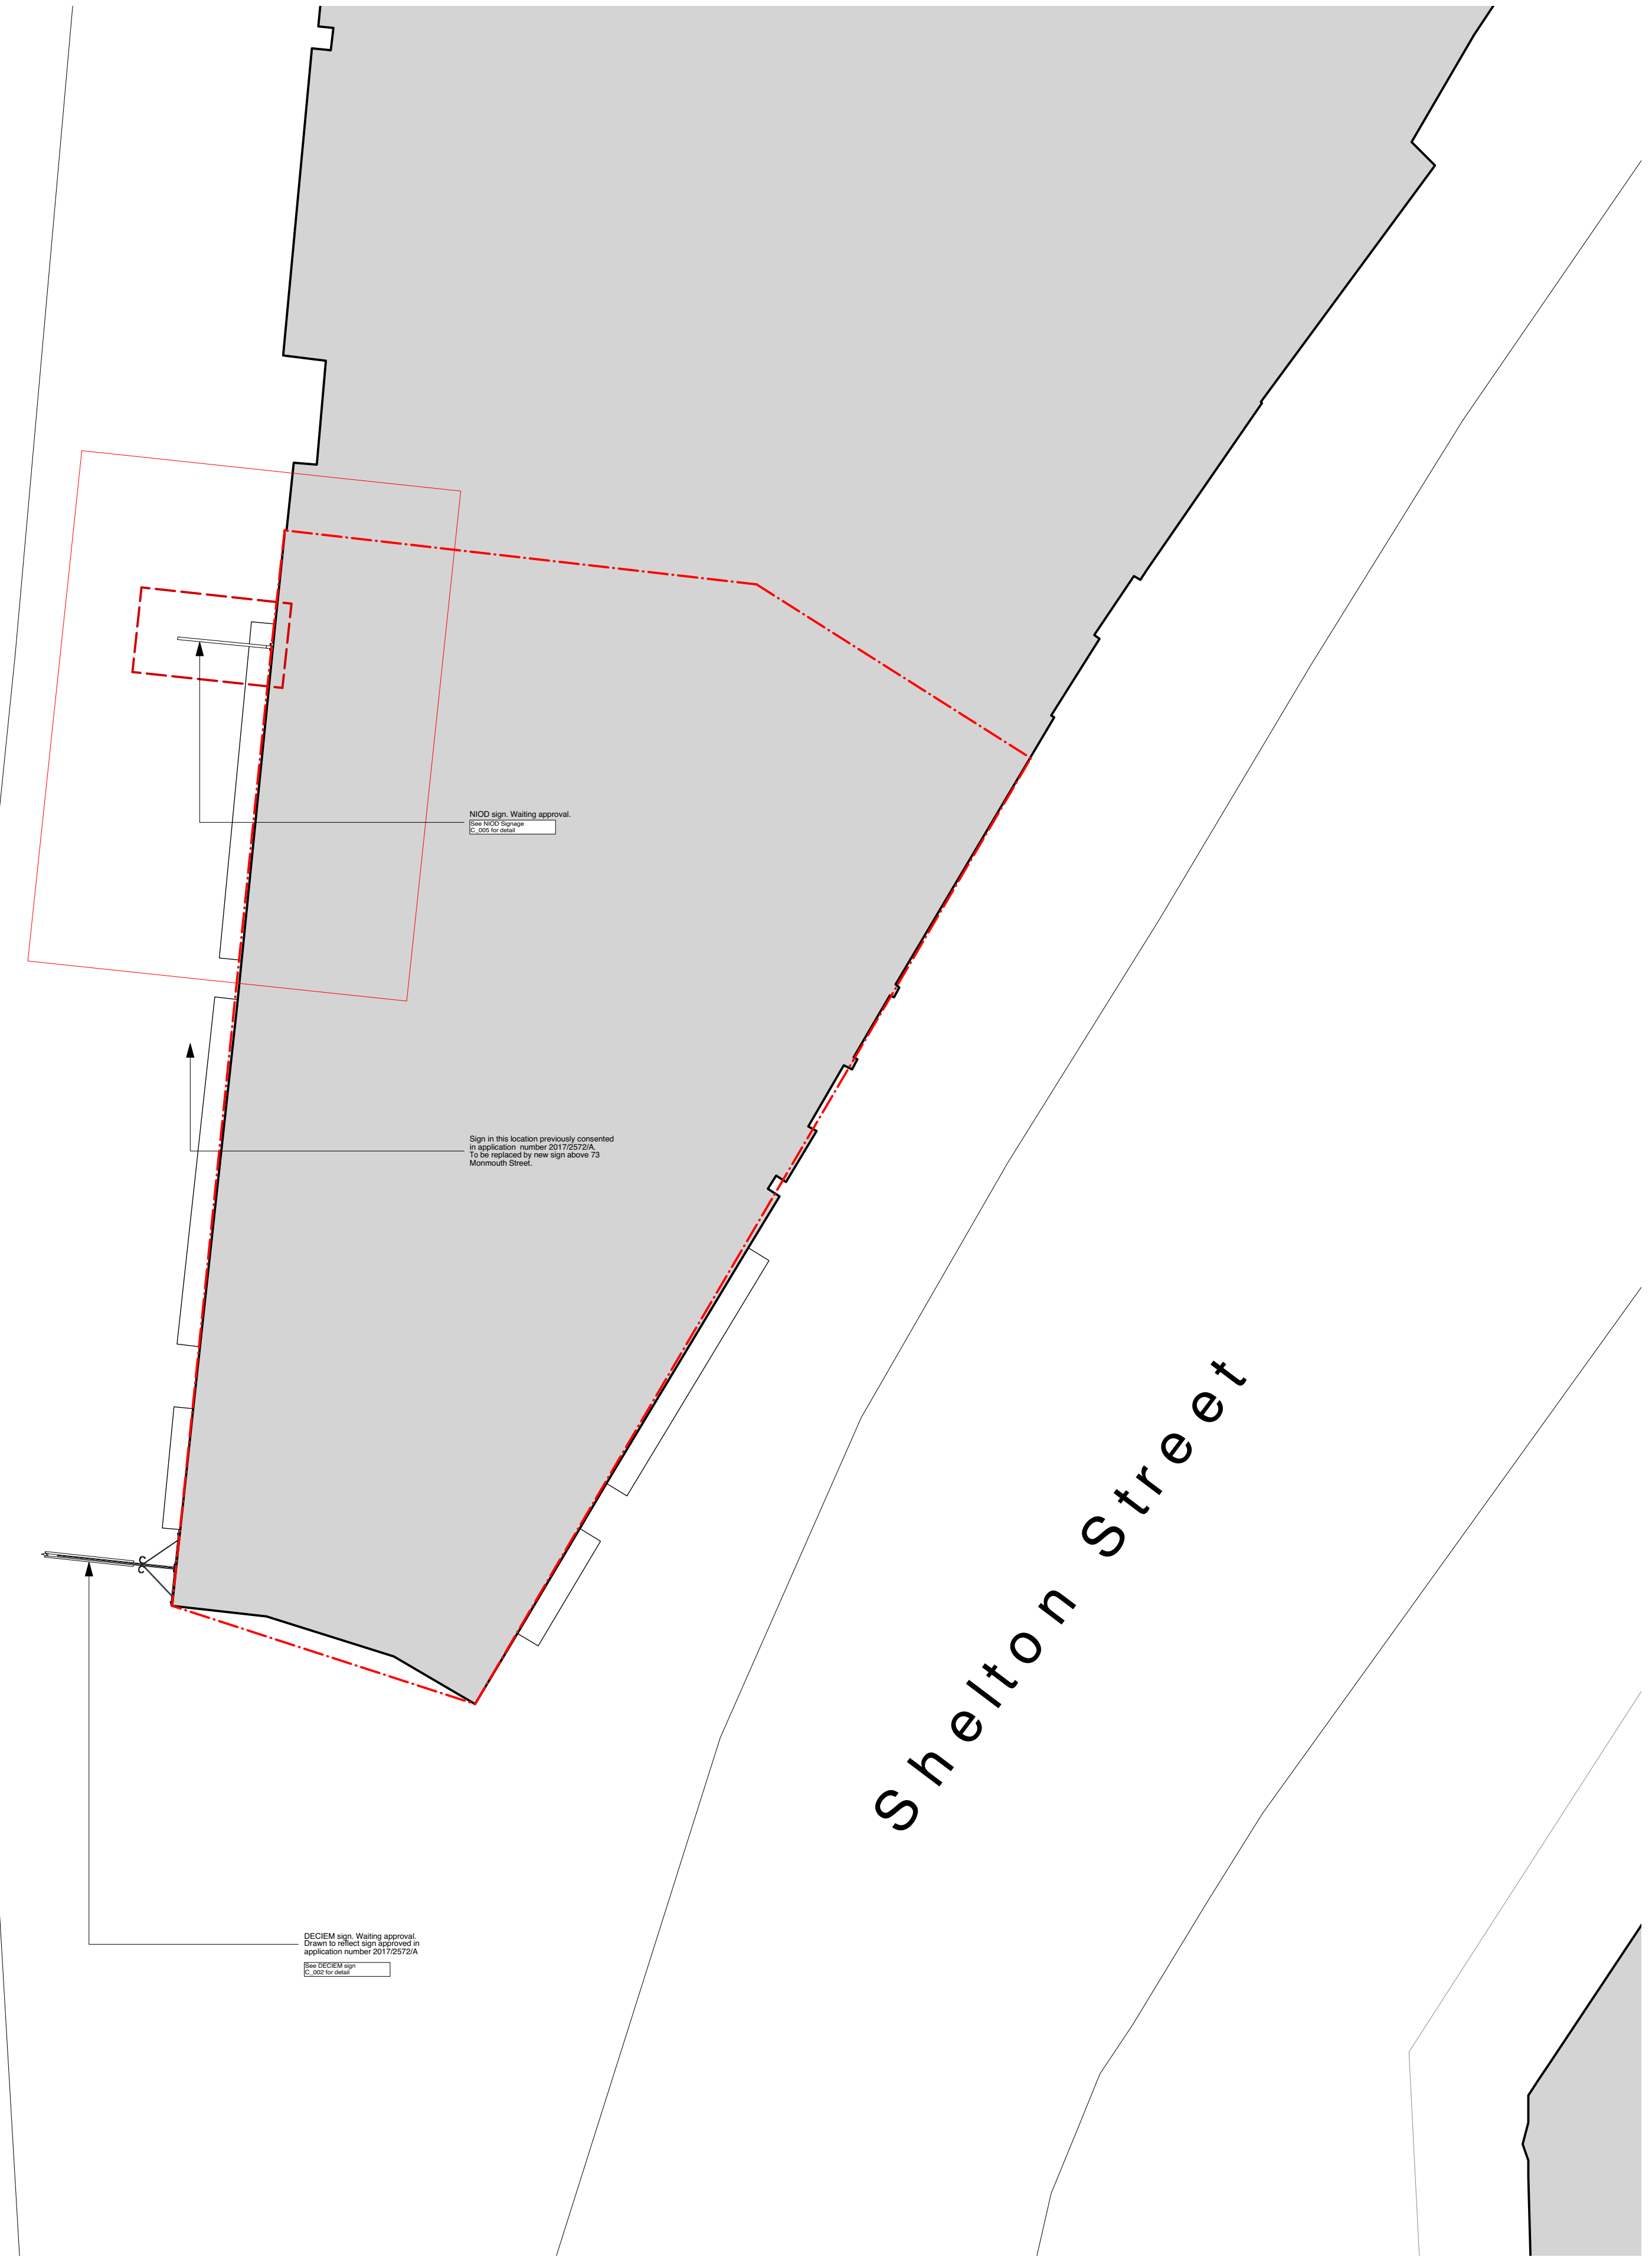 NIOD sign. Waiting approval.
See NIOD Signage
C_005 for detail
Sign in this location previously consented
in application number 2017/2572/A.
To be replaced by new sign above 73
Monmouth Street.
Shelton Street
DECIEM sign. Waiting approval.
Drawn to reflect sign approved in
application number 2017/2572/A
See DECIEM sign
C_002 for detail